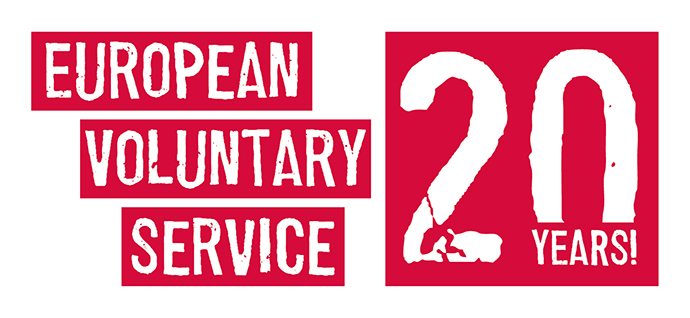 EUROPEAN
VOLUNTARY
SERVICE
20
YEARS!